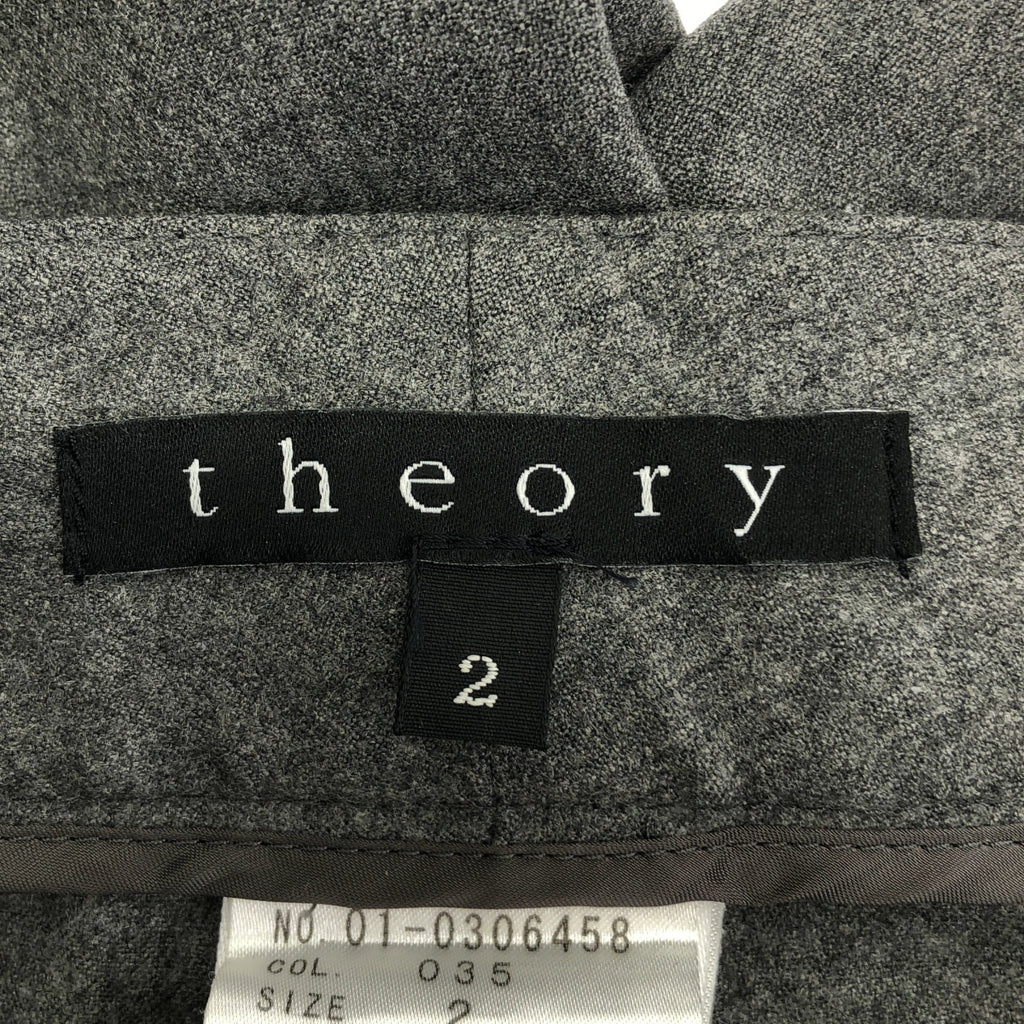 theory
2
NO 01-0306458
COL. 035
SIZE 2